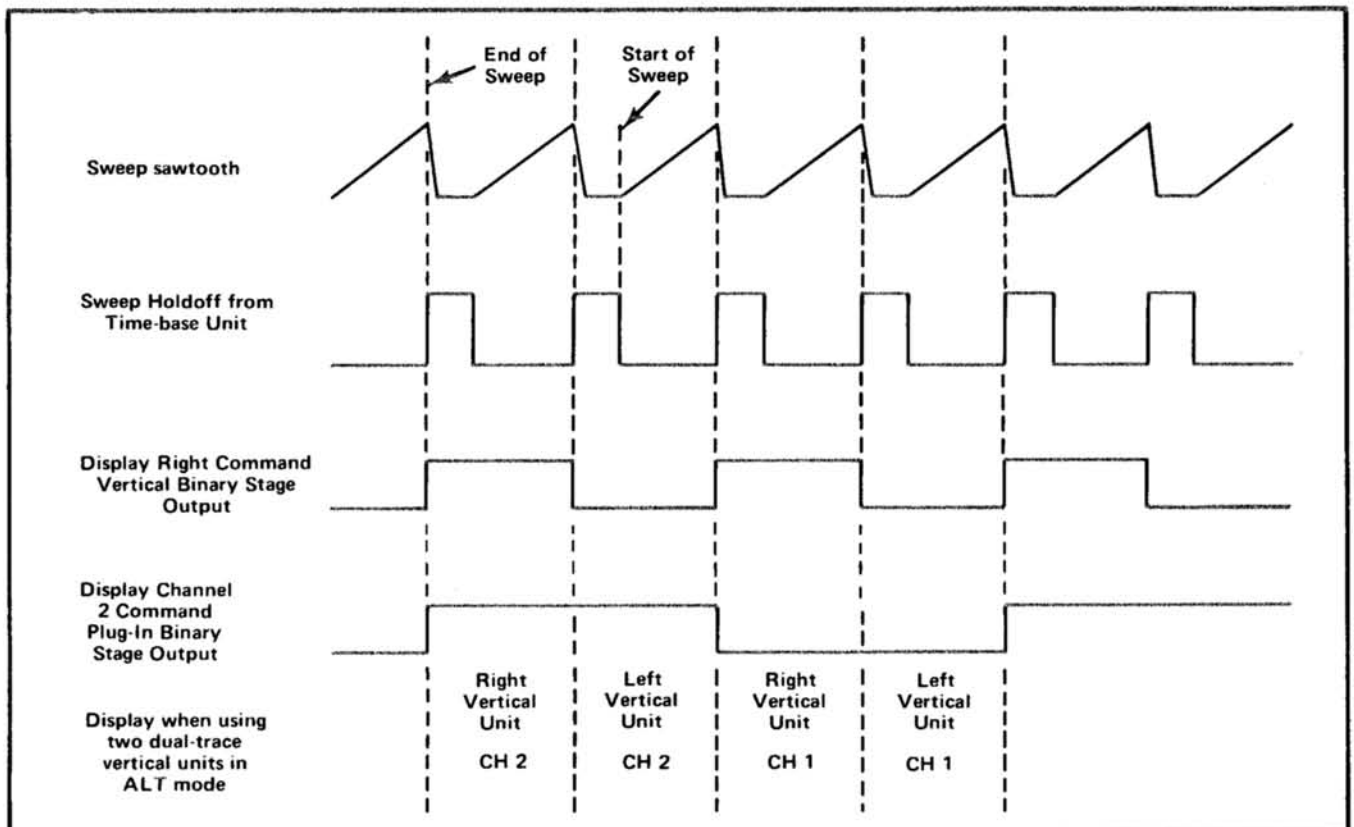 End of
Sweep
Start of
Sweep
Sweep sawtooth
Sweep Holdoff from
Time-base Unit
Display Right Command
Vertical Binary Stage
Output
Display Channel
2 Command
Plug-In Binary
Stage Output
Display when using
two dual-trace
vertical units in
ALT mode
Right
Vertical
Unit
CH 2
Left
Vertical
Unit
CH 2
Right
Vertical
Unit
CH 1
Left
Vertical
Unit
CH 1